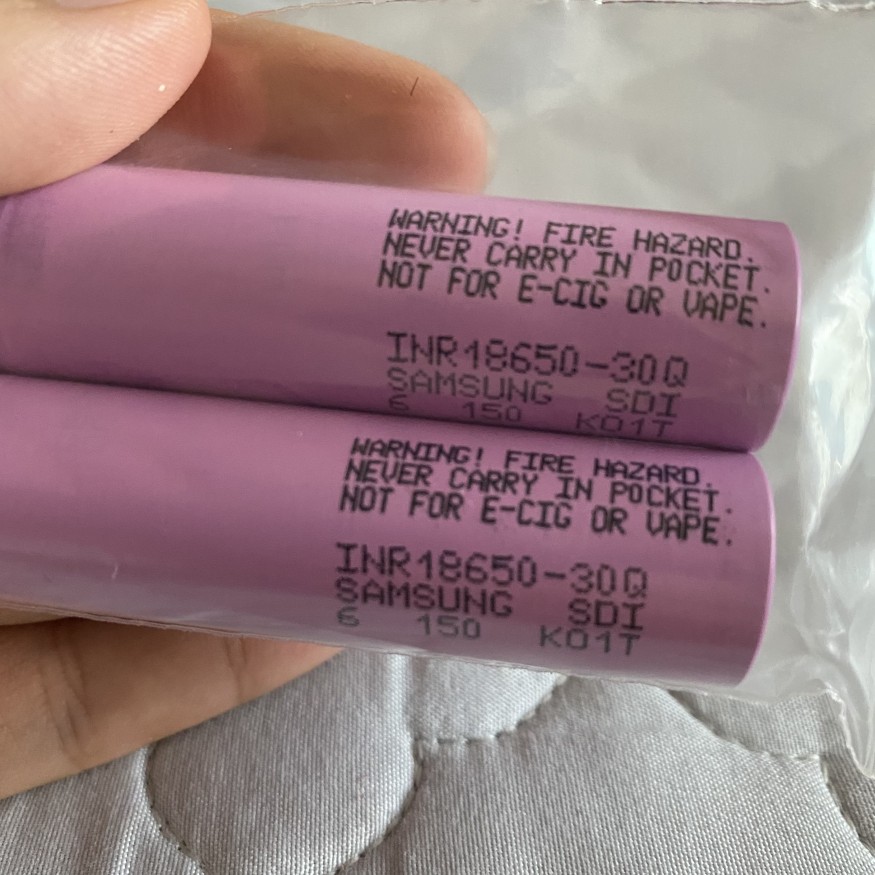 WARNING! FIRE HAZARD.
NEVER CARRY IN POCKET.
NOT FOR E-CIG OR VAPE.
INR18650-30Q
SAMSUNG SDI
6 150 K01T
WARNING! FIRE HAZARD.
NEVER CARRY IN POCKET.
NOT FOR E-CIG OR VAPE.
INR18650-30Q
SAMSUNG SDI
6 150 K01T